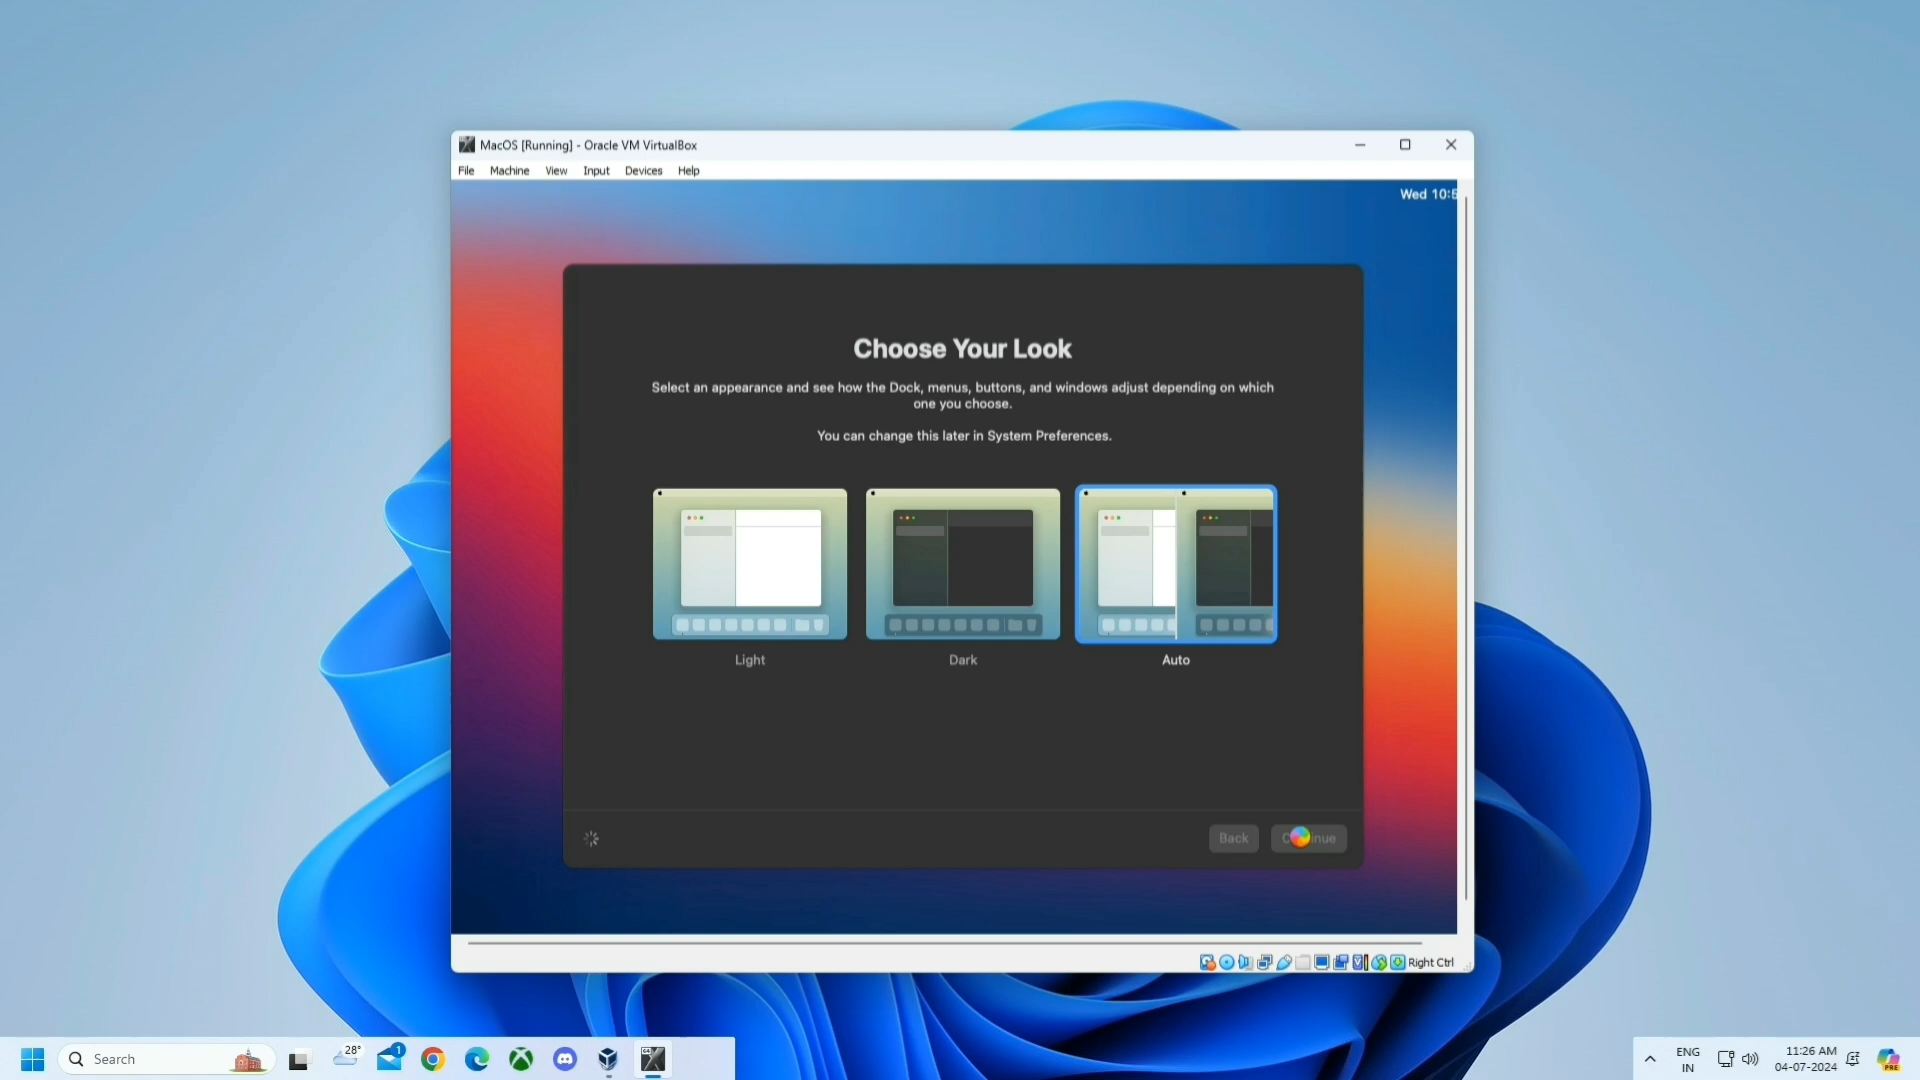 MacOS [Running] - Oracle VM VirtualBox
File Machine View Input Devices Help
Wed 10:5
Choose Your Look
Select an appearance and see how the Dock, menus, buttons, and windows adjust depending on which
one you choose.
You can change this later in System Preferences.
Light Dark Auto
Back
Right Ctrl
Search
28°
1
ENG
IN
11:26 AM
04-07-2024
PRE